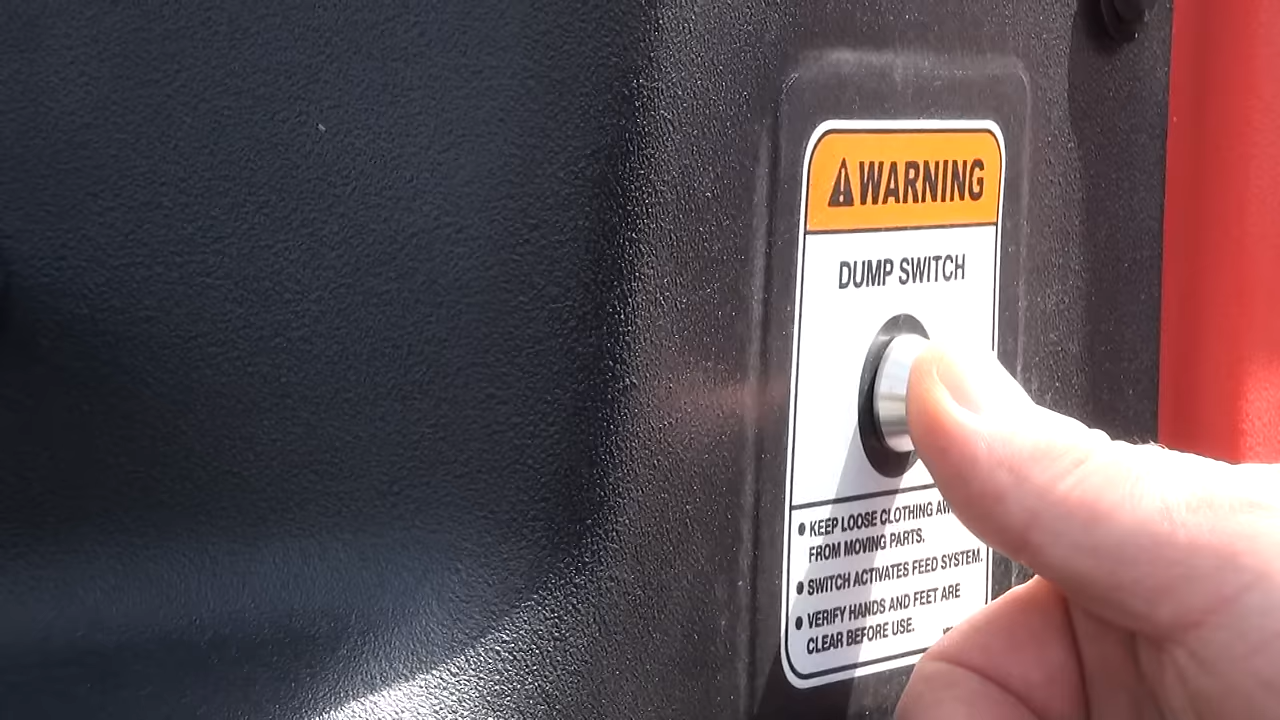 WARNING
DUMP SWITCH
• KEEP LOOSE CLOTHING
FROM MOVING PARTS.
• SWITCH ACTIVATES FEED SYSTEM.
• VERIFY HANDS AND FEET ARE
CLEAR BEFORE USE.